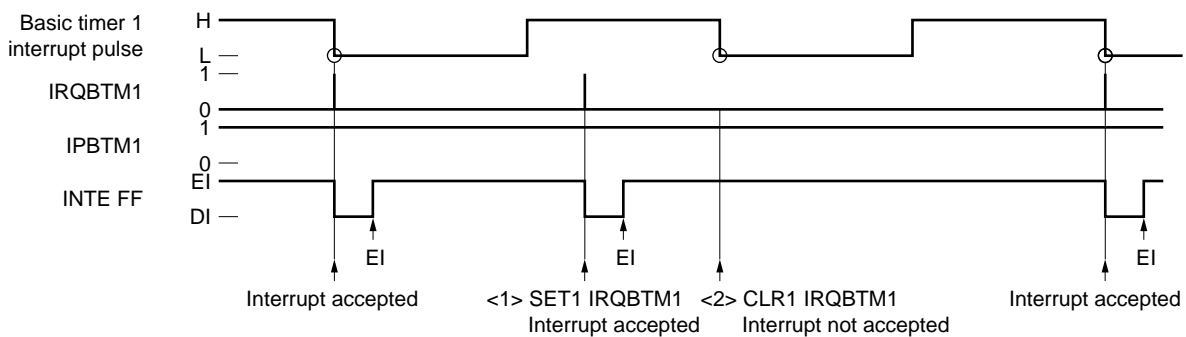 Basic timer 1
interrupt pulse
H
L
IRQBTM1
1
0
IPBTM1
1
0
INTE FF
EI
DI
EI
EI
EI
Interrupt accepted
<1> SET1 IRQBTM1
Interrupt accepted
<2> CLR1 IRQBTM1
Interrupt not accepted
Interrupt accepted